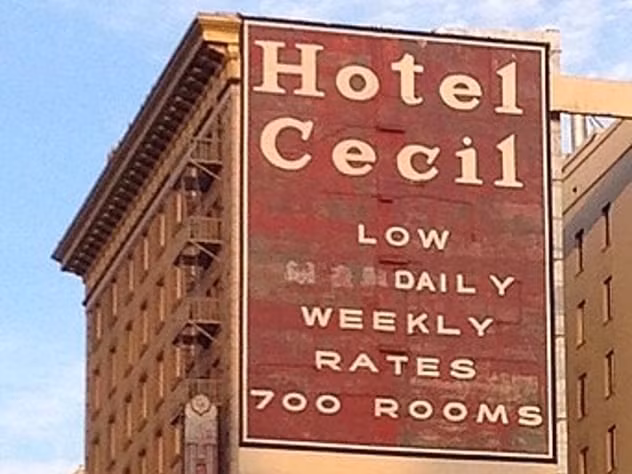 Hotel
Cecil
LOW
DAILY
WEEKLY
RATES
700 ROOMS